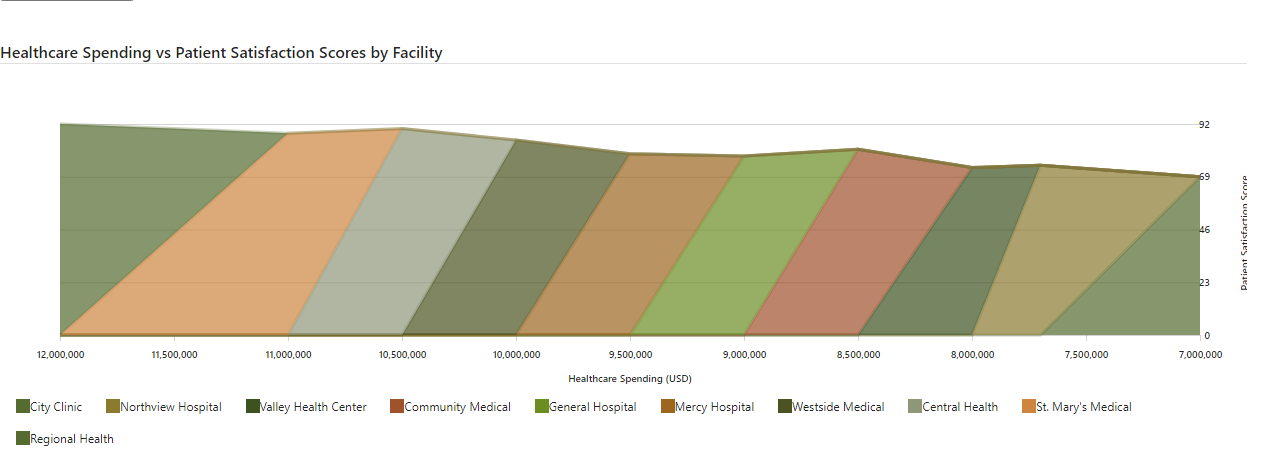 Healthcare Spending vs Patient Satisfaction Scores by Facility
92
69
46
23
0
Patient Satisfaction Score
12,000,000 11,500,000 11,000,000 10,500,000 10,000,000 9,500,000 9,000,000 8,500,000 8,000,000 7,500,000 7,000,000
Healthcare Spending (USD)
City Clinic Northview Hospital Valley Health Center Community Medical General Hospital Mercy Hospital Westside Medical Central Health St. Mary's Medical
Regional Health